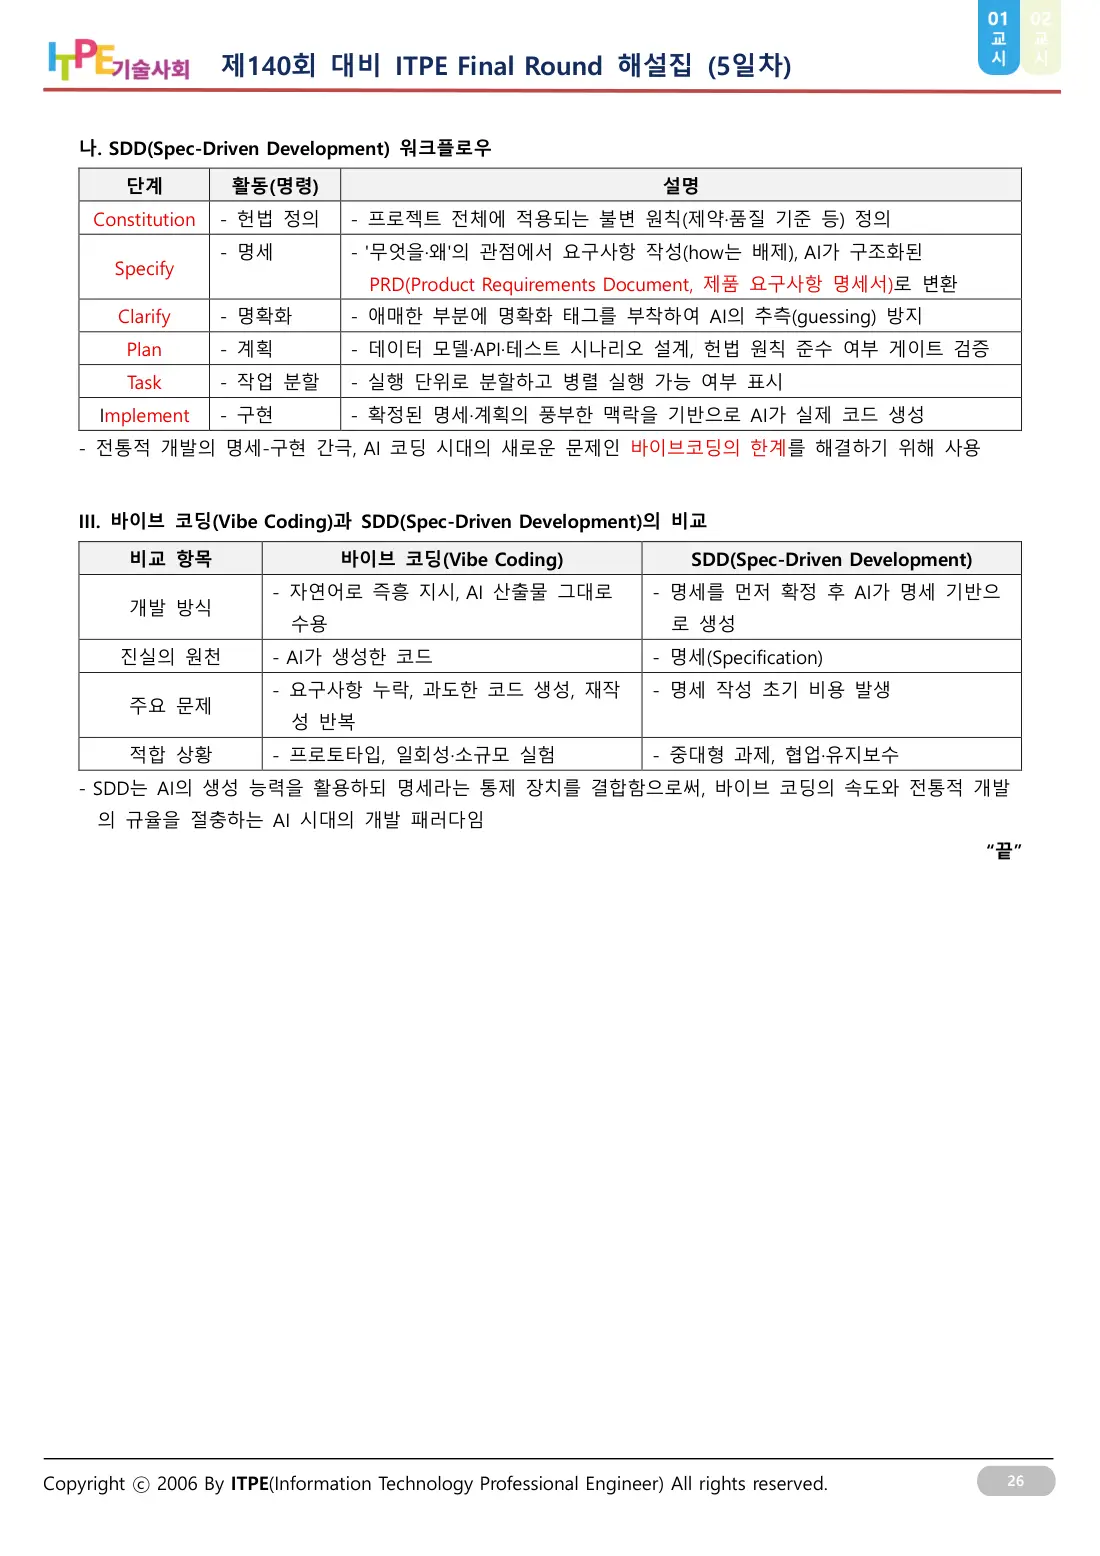 01
교
시
02
교
시
ITPE기술사회
제140회 대비 ITPE Final Round 해설집 (5일차)
나. SDD(Spec-Driven Development) 워크플로우
단계 활동(명령) 설명
Constitution - 헌법 정의 - 프로젝트 전체에 적용되는 불변 원칙(제약·품질 기준 등) 정의
Specify - 명세 - '무엇을·왜'의 관점에서 요구사항 작성(how는 배제), AI가 구조화된
PRD(Product Requirements Document, 제품 요구사항 명세서)로 변환
Clarify - 명확화 - 애매한 부분에 명확화 태그를 부착하여 AI의 추측(guessing) 방지
Plan - 계획 - 데이터 모델·API·테스트 시나리오 설계, 헌법 원칙 준수 여부 게이트 검증
Task - 작업 분할 - 실행 단위로 분할하고 병렬 실행 가능 여부 표시
Implement - 구현 - 확정된 명세·계획의 풍부한 맥락을 기반으로 AI가 실제 코드 생성
- 전통적 개발의 명세-구현 간극, AI 코딩 시대의 새로운 문제인 바이브코딩의 한계를 해결하기 위해 사용
III. 바이브 코딩(Vibe Coding)과 SDD(Spec-Driven Development)의 비교
비교 항목 바이브 코딩(Vibe Coding) SDD(Spec-Driven Development)
개발 방식 - 자연어로 즉흥 지시, AI 산출물 그대로 수용 - 명세를 먼저 확정 후 AI가 명세 기반으로 생성
진실의 원천 - AI가 생성한 코드 - 명세(Specification)
주요 문제 - 요구사항 누락, 과도한 코드 생성, 재작성 반복 - 명세 작성 초기 비용 발생
적합 상황 - 프로토타입, 일회성·소규모 실험 - 중대형 과제, 협업·유지보수
- SDD는 AI의 생성 능력을 활용하되 명세라는 통제 장치를 결합함으로써, 바이브 코딩의 속도와 전통적 개발
의 규율을 절충하는 AI 시대의 개발 패러다임
“끝”
Copyright ⓒ 2006 By ITPE(Information Technology Professional Engineer) All rights reserved.
26